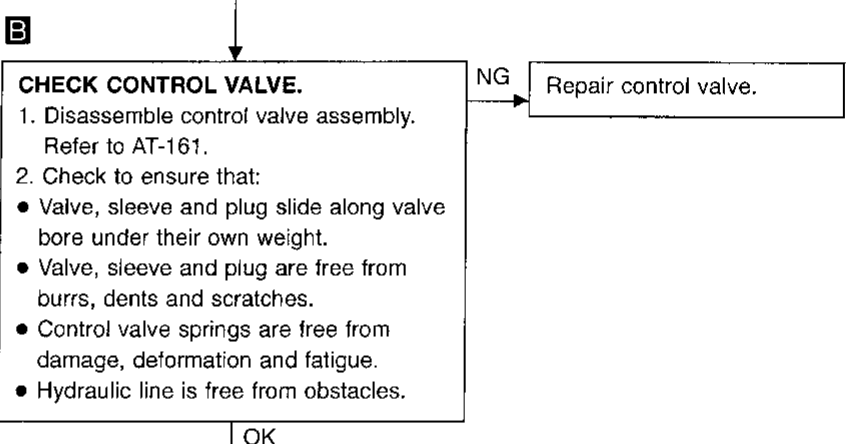 B
CHECK CONTROL VALVE.
1. Disassemble control valve assembly.
Refer to AT-161.
2. Check to ensure that:
● Valve, sleeve and plug slide along valve
bore under their own weight.
● Valve, sleeve and plug are free from
burrs, dents and scratches.
● Control valve springs are free from
damage, deformation and fatigue.
● Hydraulic line is free from obstacles.
NG
Repair control valve.
OK